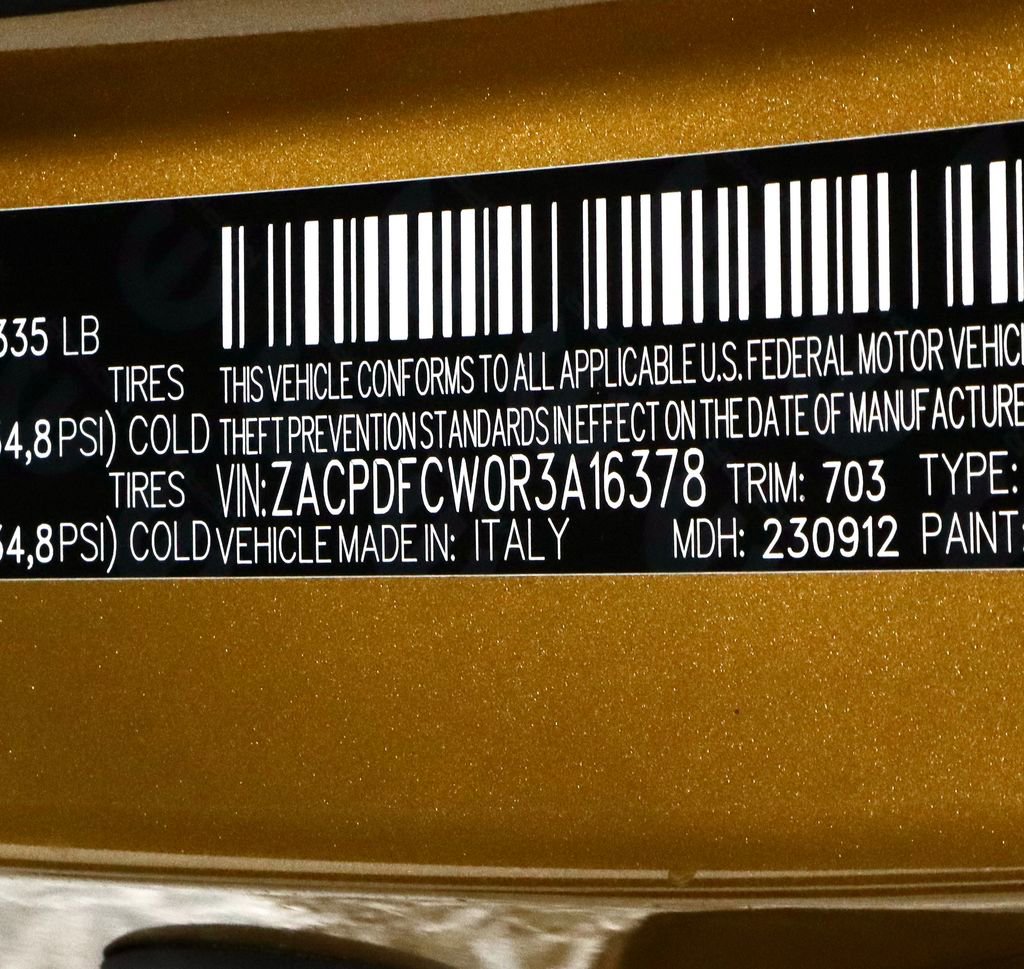 335 LB
TIRES
34,8 PSI) COLD
TIRES
34,8 PSI) COLD
THIS VEHICLE CONFORMS TO ALL APPLICABLE U.S. FEDERAL MOTOR VEHIC
THEFT PREVENTION STANDARDS IN EFFECT ON THE DATE OF MANUFACTURE
VIN: ZACPDFCW0R3A16378 TRIM: 703 TYPE:
VEHICLE MADE IN: ITALY MDH: 230912 PAINT: